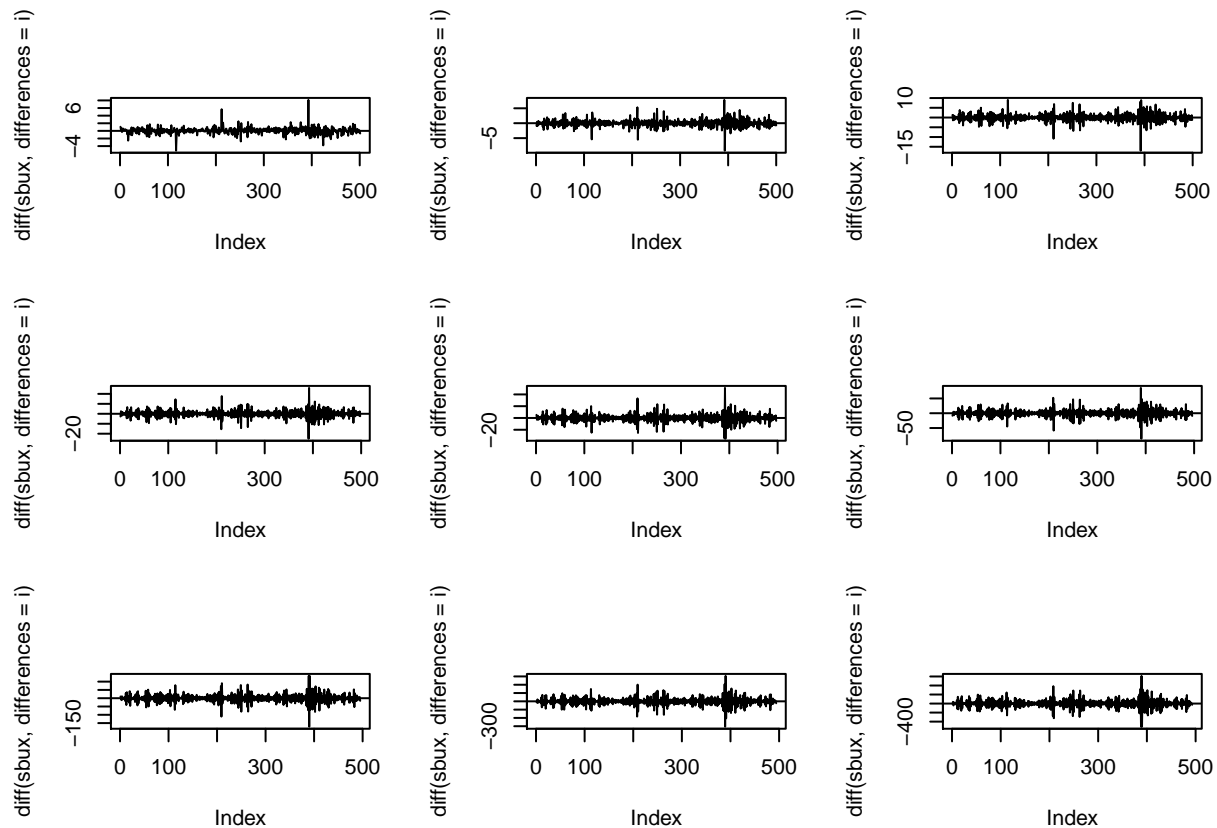 diff(sbux, differences = i)
6
−4
0 100 300 500
Index
diff(sbux, differences = i)
−5
0 100 300 500
Index
diff(sbux, differences = i)
10
−15
0 100 300 500
Index
diff(sbux, differences = i)
−20
0 100 300 500
Index
diff(sbux, differences = i)
−20
0 100 300 500
Index
diff(sbux, differences = i)
−50
0 100 300 500
Index
diff(sbux, differences = i)
−150
0 100 300 500
Index
diff(sbux, differences = i)
−300
0 100 300 500
Index
diff(sbux, differences = i)
−400
0 100 300 500
Index